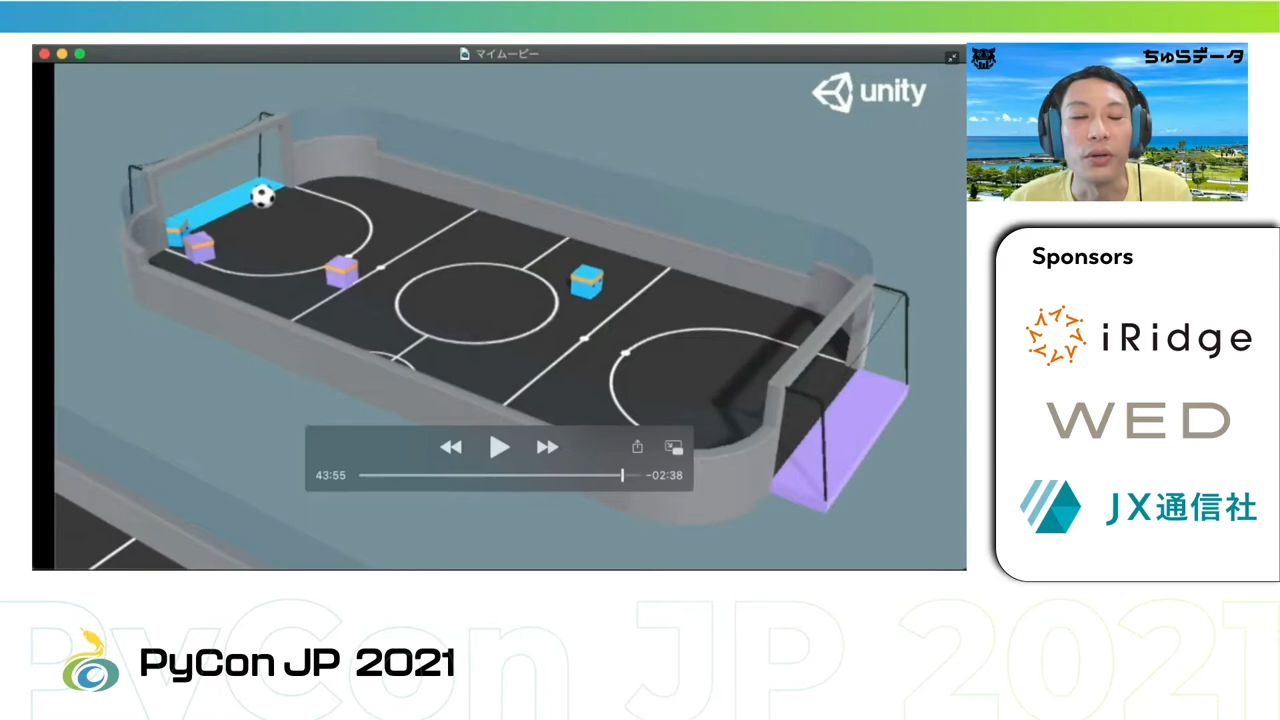 マイムービー
unity
ちゅらデータ
43:55
-02:38
Sponsors
iRidge
WED
JX通信社
PyCon JP 2021
PyCon JP 2021